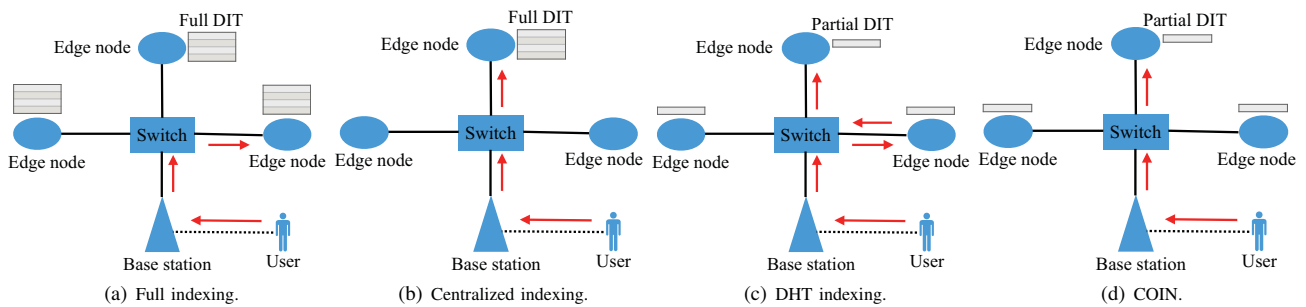 Full DIT
Edge node
Switch
Edge node
Edge node
Base station
User
(a) Full indexing.
Full DIT
Edge node
Switch
Edge node
Edge node
Base station
User
(b) Centralized indexing.
Partial DIT
Edge node
Switch
Edge node
Edge node
Base station
User
(c) DHT indexing.
Partial DIT
Edge node
Switch
Edge node
Edge node
Base station
User
(d) COIN.